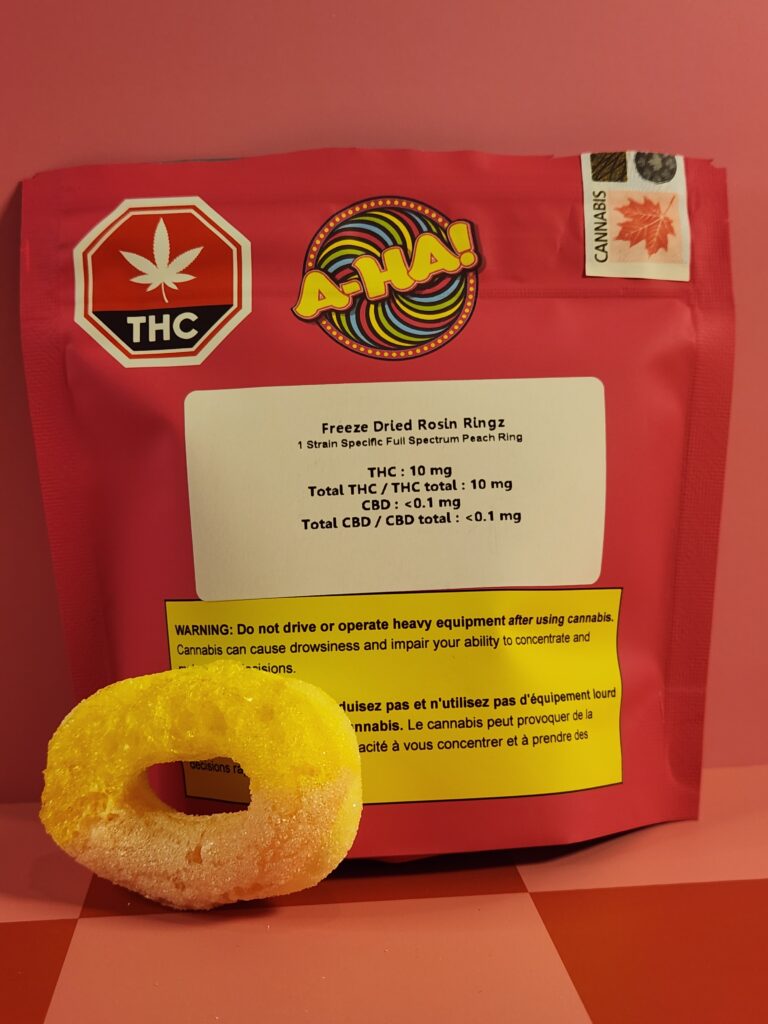 THC
A-HA!
CANNABIS
Freeze Dried Rosin Ringz
1 Strain Specific Full Spectrum Peach Ring
THC : 10 mg
Total THC / THC total : 10 mg
CBD : <0.1 mg
Total CBD / CBD total : <0.1 mg
WARNING: Do not drive or operate heavy equipment after using cannabis.
Cannabis can cause drowsiness and impair your ability to concentrate and
pas et n'utilisez pas d'équipement lourd
Le cannabis peut provoquer de la
à vous concentrer et à prendre des